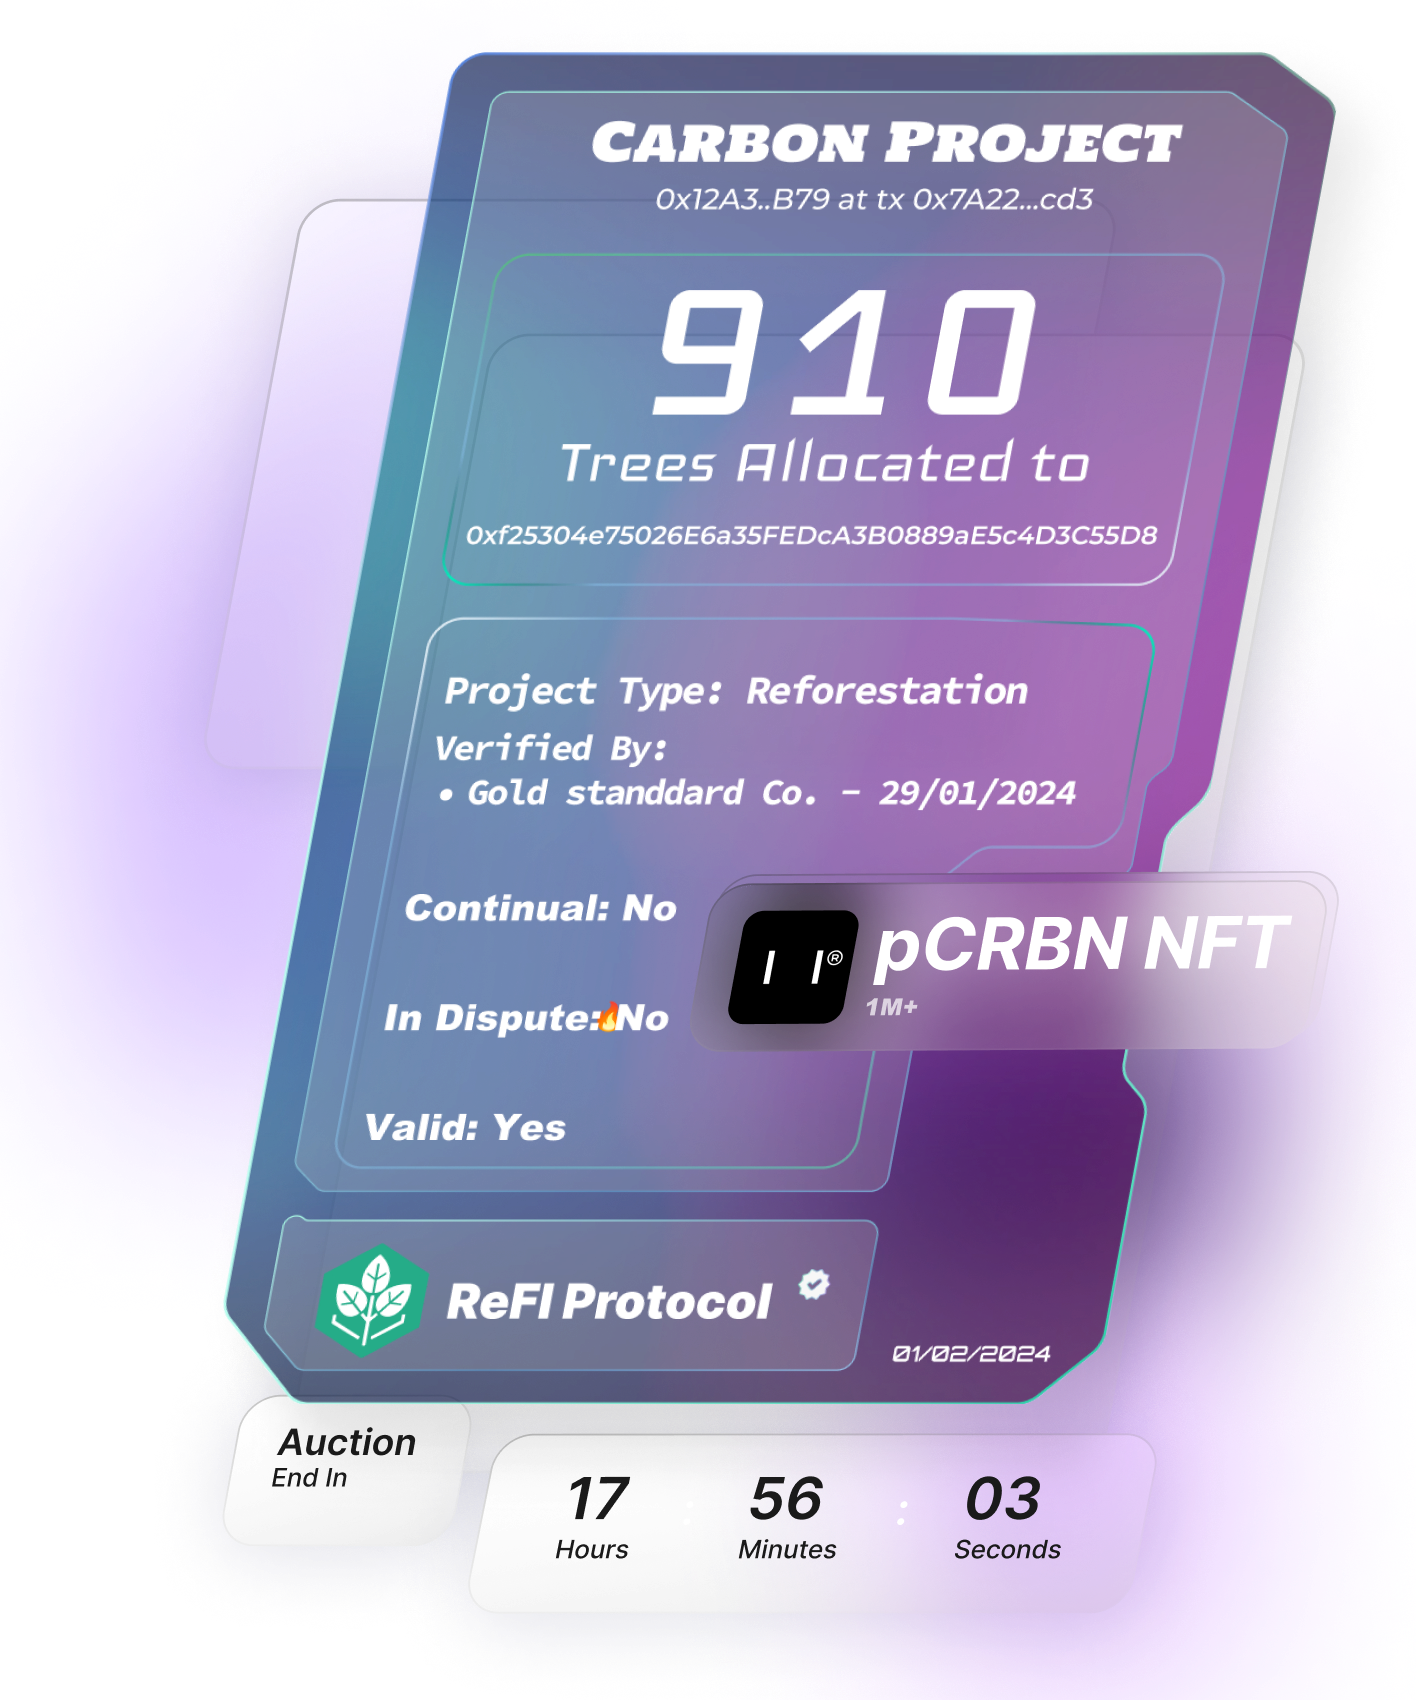 CARBON PROJECT
0x12A3..B79 at tx 0x7A22...cd3
910
Trees Allocated to
0xf25304e75026E6a35FEDcA3B0889aE5c4D3C55D8
Project Type: Reforestation
Verified By:
• Gold standdard Co. - 29/01/2024
Continual: No
In Dispute:🔥No
Valid: Yes
®
pCRBN NFT
1M+
ReFI Protocol
01/02/2024
Auction
End In
17 : 56 : 03
Hours Minutes Seconds